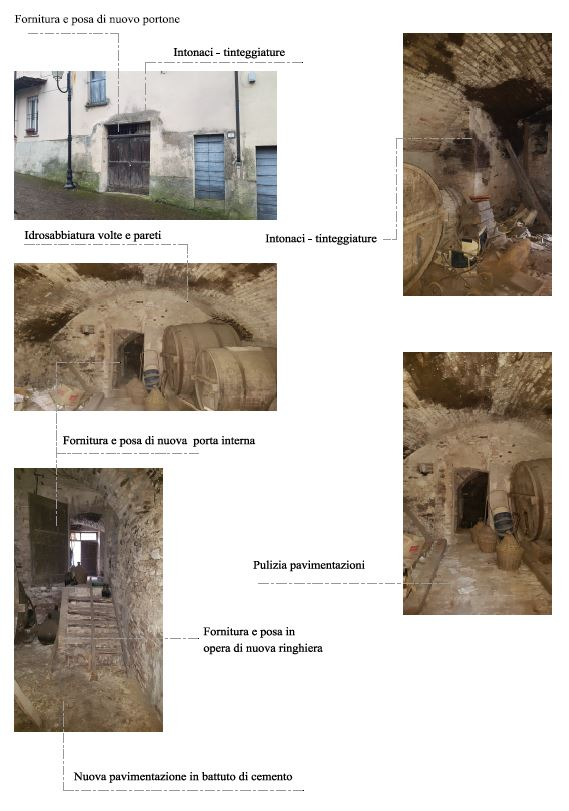 Fornitura e posa di nuovo portone
Intonaci - tinteggiature
Idrosabbiatura volte e pareti
Intonaci - tinteggiature
Fornitura e posa di nuova porta interna
Pulizia pavimentazioni
Fornitura e posa in
opera di nuova ringhiera
Nuova pavimentazione in battuto di cemento